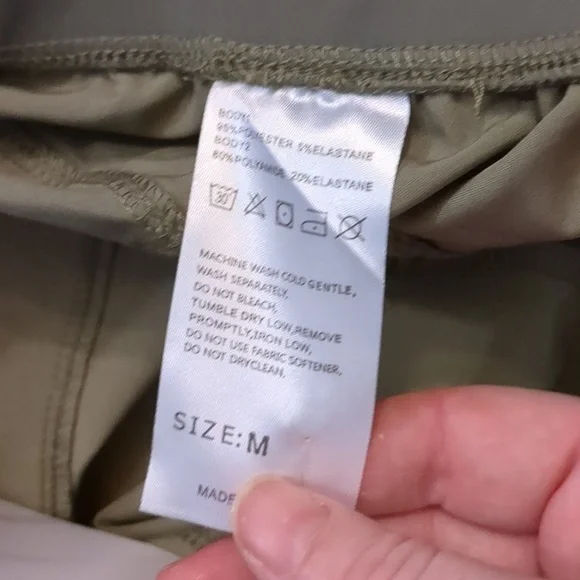 BODY1
95%POLYESTER 5%ELASTANE
BODY2
80%POLYAMIDE 20%ELASTANE
30°
MACHINE WASH COLD GENTLE,
WASH SEPARATELY,
DO NOT BLEACH,
TUMBLE DRY LOW,REMOVE
PROMPTLY,IRON LOW,
DO NOT USE FABRIC SOFTENER,
DO NOT DRYCLEAN,
SIZE:M
MADE